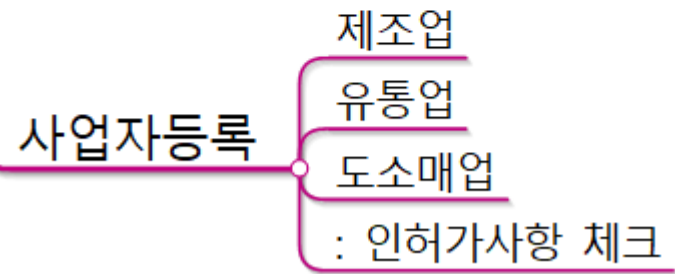 사업자등록
제조업
유통업
도소매업
: 인허가사항 체크